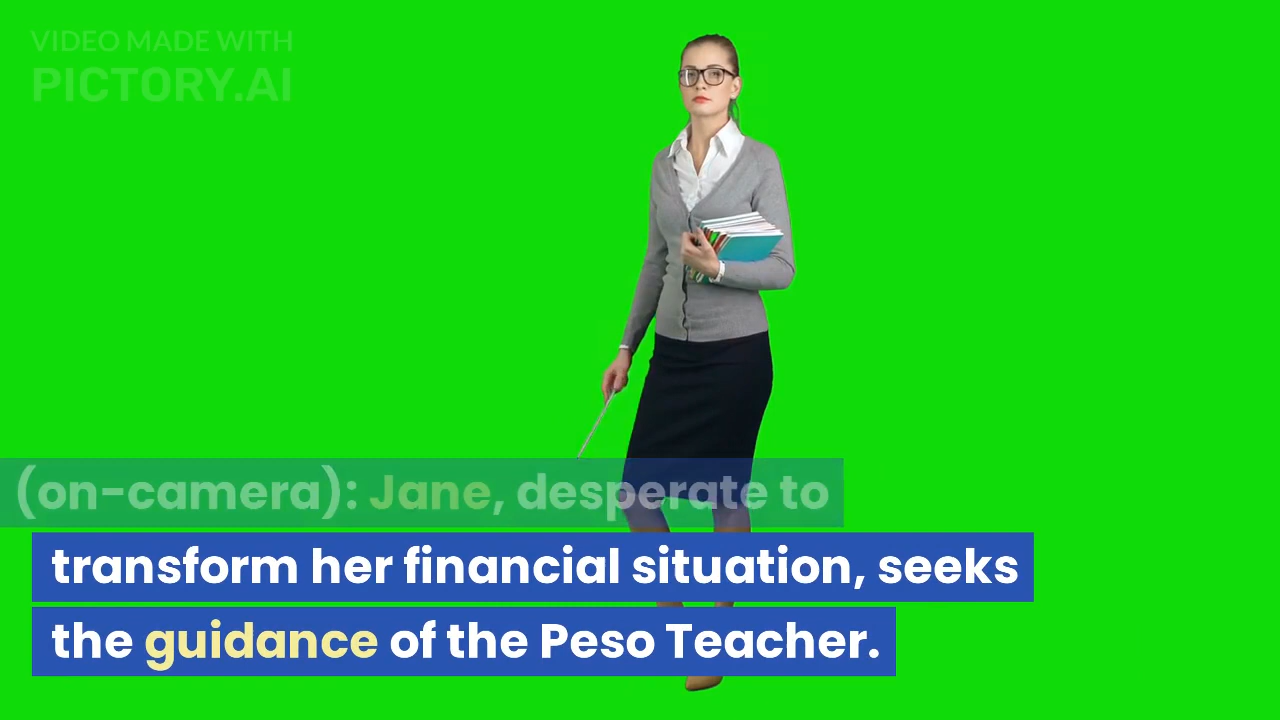 VIDEO MADE WITH
PICTORY.AI
(on-camera): Jane, desperate to
transform her financial situation, seeks
the guidance of the Peso Teacher.